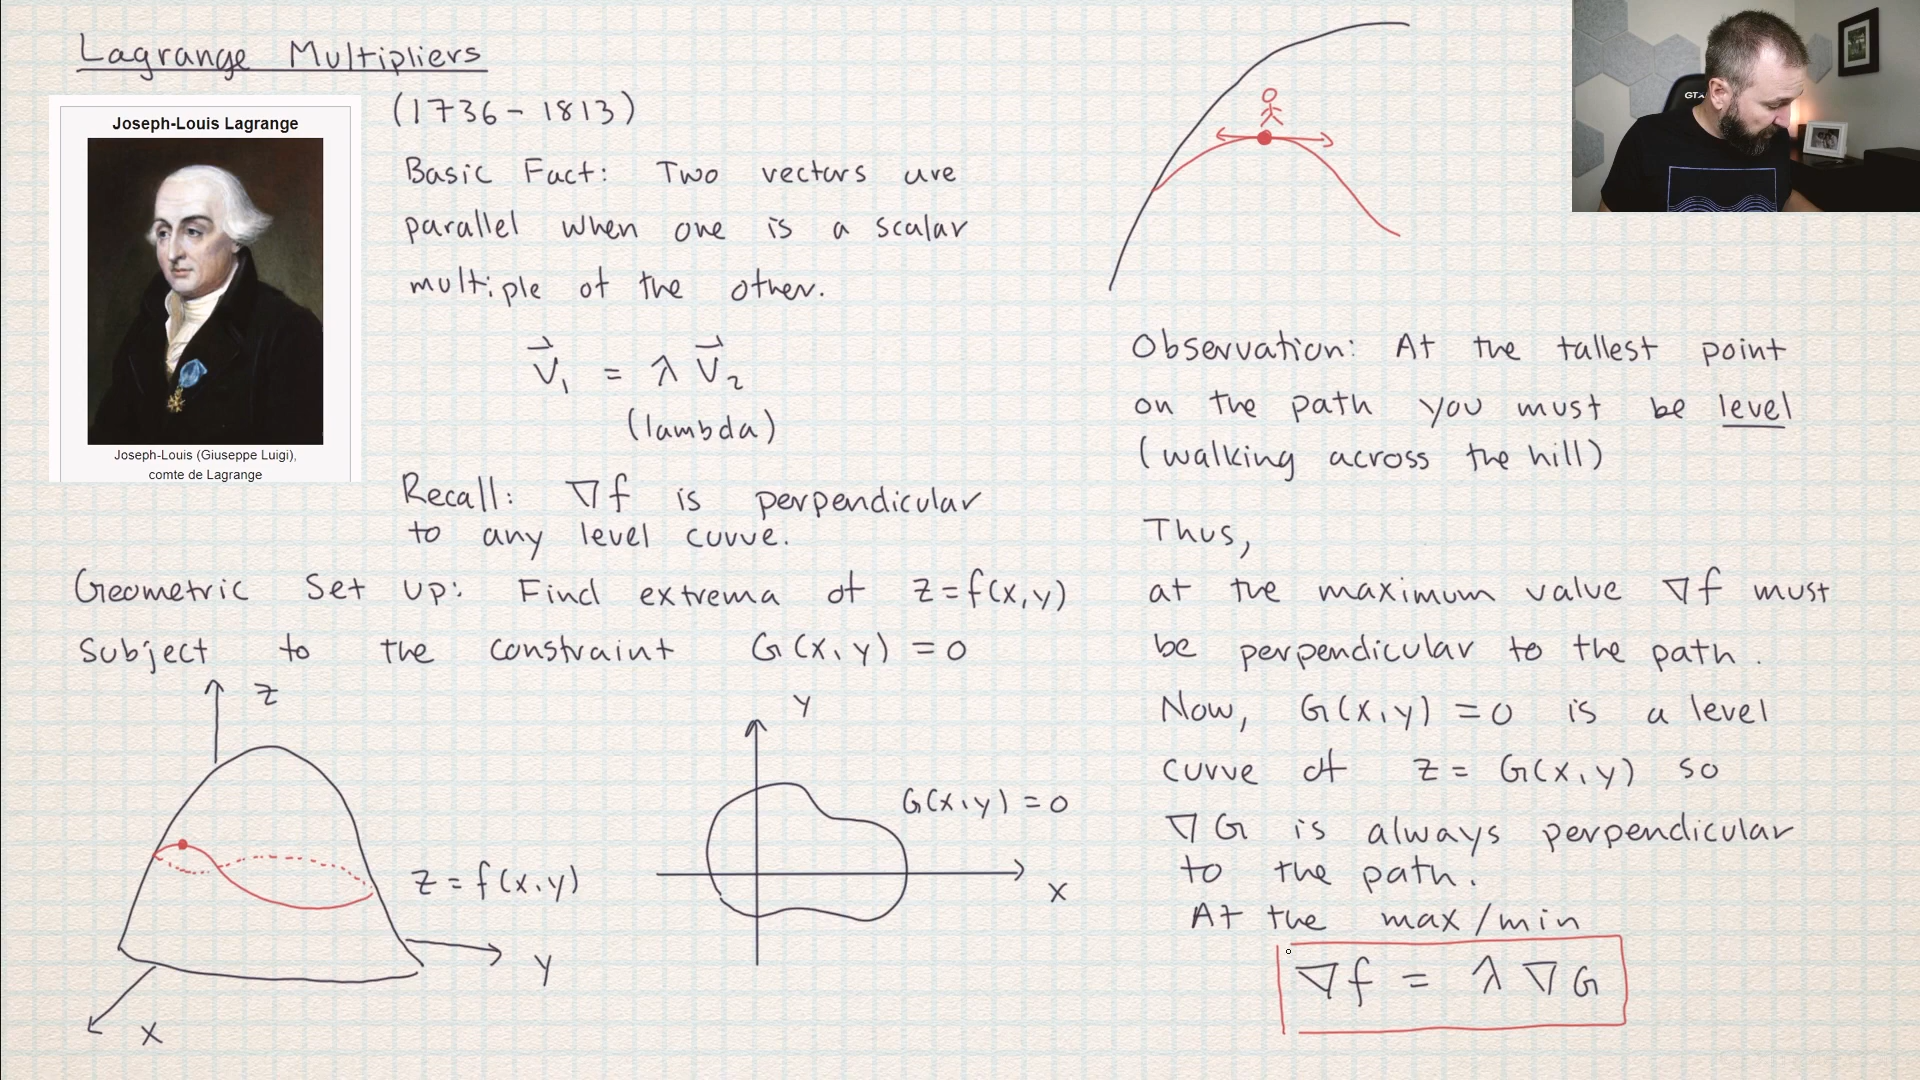 Lagrange Multipliers
Joseph-Louis Lagrange
Joseph-Louis (Giuseppe Luigi),
comte de Lagrange
(1736-1813)
Basic Fact: Two vectors are
parallel when one is a scalar
multiple of the other.
V⃗₁ = λ V⃗₂
(lambda)
Recall: ∇f is perpendicular
to any level curve.
Geometric Set up: Find extrema of z=f(x,y)
Subject to the constraint G(x,y) = 0
z
z = f(x,y)
y
x
y
G(x,y) = 0
x
GTA
Observation: At the tallest point
on the path you must be level
(walking across the hill)
Thus,
at the maximum value ∇f must
be perpendicular to the path.
Now, G(x,y) = 0 is a level
curve of z = G(x,y) so
∇G is always perpendicular
to the path.
At the max/min
∇f = λ∇G